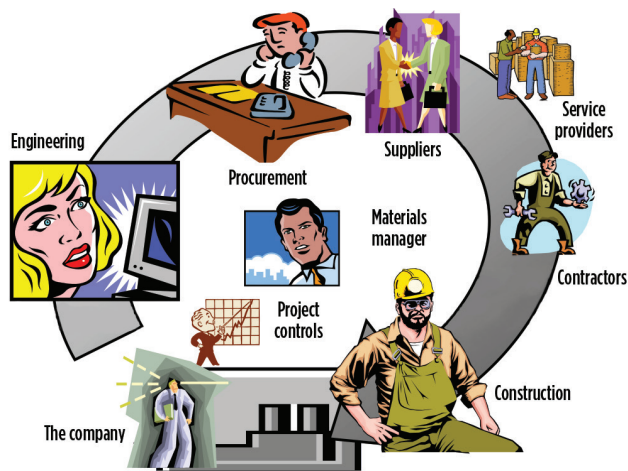 Engineering
Procurement
Suppliers
Service
providers
Materials
manager
Contractors
Project
controls
Construction
The company